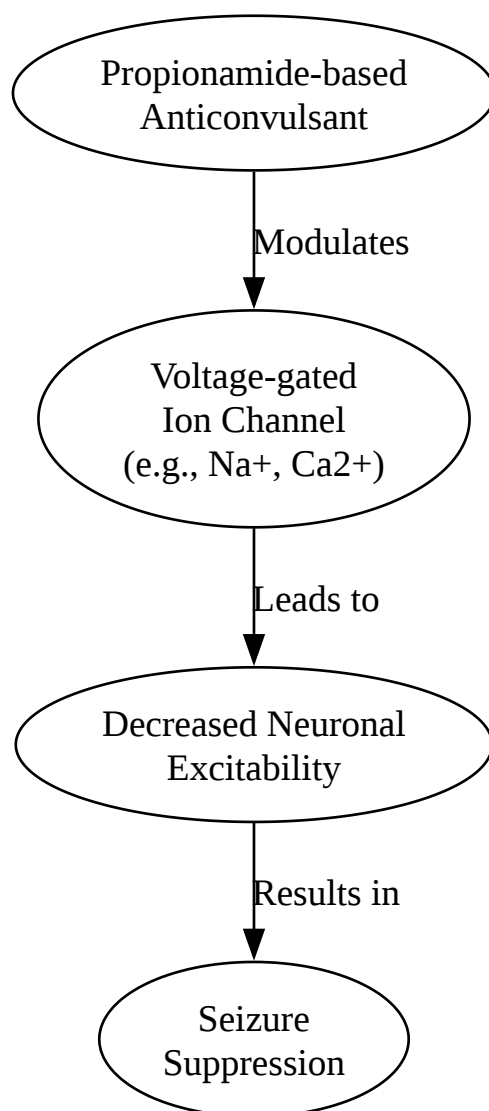 Propionamide-based
Anticonvulsant
Modulates
Voltage-gated
Ion Channel
(e.g., Na+, Ca2+)
Leads to
Decreased Neuronal
Excitability
Results in
Seizure
Suppression